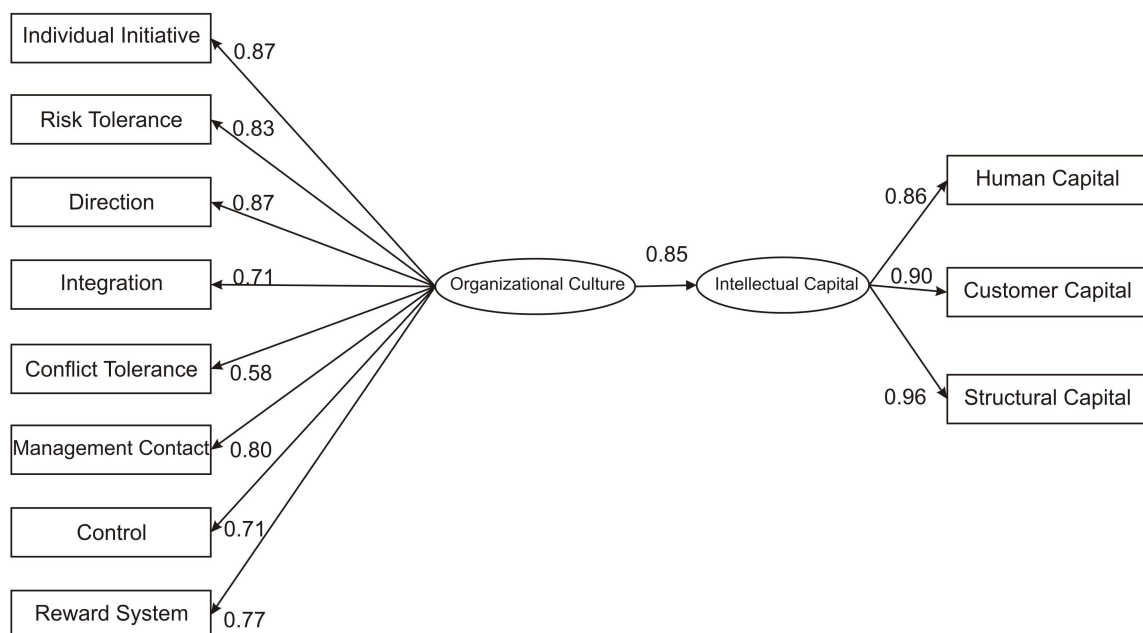 Individual Initiative
0.87
Risk Tolerance
0.83
Direction
0.87
Integration
0.71
Conflict Tolerance
0.58
Management Contact
0.80
Control
0.71
Reward System
0.77
Organizational Culture
0.85
Intellectual Capital
0.86
Human Capital
0.90
Customer Capital
0.96
Structural Capital